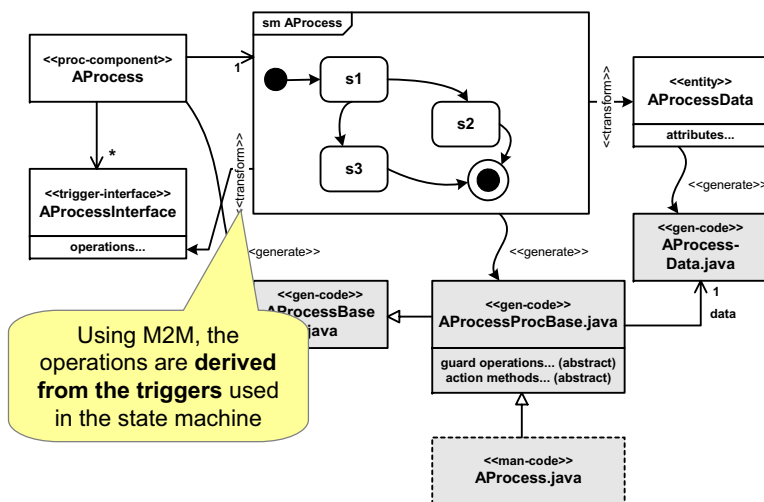 sm AProcess
<<proc-component>>
AProcess
1
s1
s2
s3
<<transform>>
<<entity>>
AProcessData
attributes...
*
<<trigger-interface>>
AProcessInterface
operations...
<<transform>>
<<generate>>
<<generate>>
<<generate>>
<<gen-code>>
AProcess-
Data.java
<<gen-code>>
AProcessBase
.java
<<gen-code>>
AProcessProcBase.java
guard operations... (abstract)
action methods... (abstract)
1
data
Using M2M, the
operations are derived
from the triggers used
in the state machine
<<man-code>>
AProcess.java